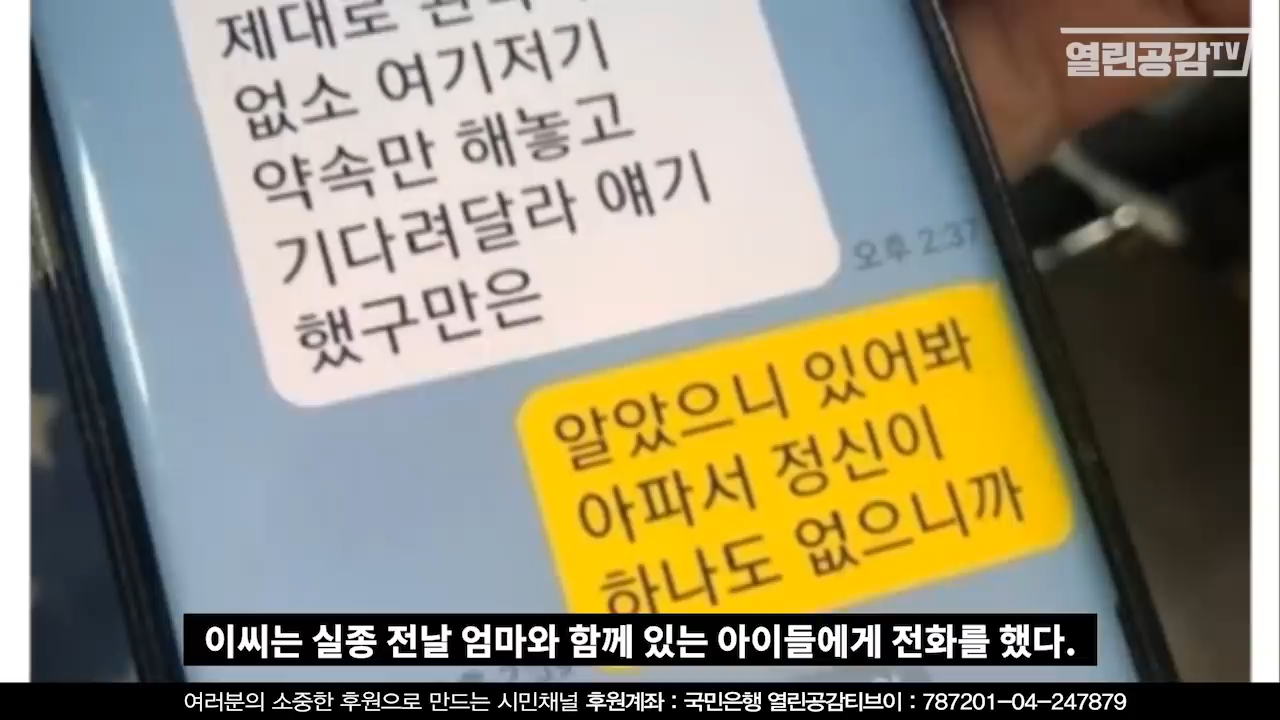 열린공감TV
제대로
없소 여기저기
약속만 해놓고
기다려달라 얘기
했구만은
오후 2:37
알았으니 있어봐
아파서 정신이
하나도 없으니까
이씨는 실종 전날 엄마와 함께 있는 아이들에게 전화를 했다.
여러분의 소중한 후원으로 만드는 시민채널 후원계좌 : 국민은행 열린공감티브이 : 787201-04-247879